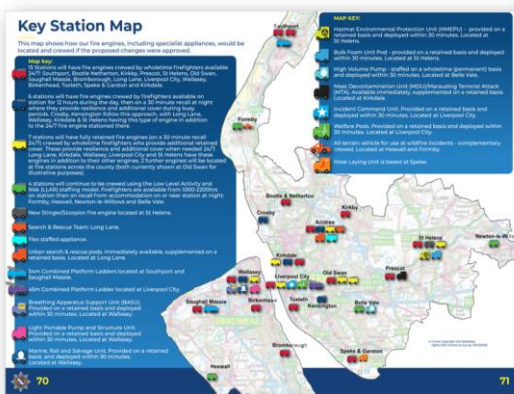 Key Station Map
This map shows how our fire engines, including specialist appliances, would be
located and crewed if the proposed changes were approved.
Map key:
15 Stations will have fire engines crewed by wholetime firefighters available
24/7: Southport, Bootle Netherton, Kirkby, Prescot, St Helens, Old Swan,
Saughall Massie, Bromborough, Long Lane, Liverpool City, Wallasey,
Birkenhead, Toxteth, Speke & Garston and Kirkdale.
6 stations will have fire engines crewed by firefighters available on
station for 12 hours during the day, then on a 30 minute recall at night
where they provide resilience and additional cover during busy
periods. Crosby, Kensington follow this approach, with Long Lane,
Wallasey, Kirkdale & St Helens having this type of engine in addition
to the 24/7 fire engine stationed there.
7 stations will have fully retained fire engines (on a 30 minute recall
24/7) crewed by wholetime firefighters who provide additional retained
cover. These provide resilience and additional cover when needed 24/7.
Long Lane, Kirkdale, Wallasey, Liverpool City and St Helens have these
engines in addition to their other engines. 2 further engines will be located
at fire stations across the county (both currently shown at Old Swan for
illustrative purposes).
4 stations will continue to be crewed using the Low Level Activity and
Risk (LLAR) staffing model. Firefighters are available from 1000-2200hrs
on station then on recall from accommodation on or near station at night:
Formby, Heswall, Newton-le-Willows and Belle Vale.
New Stinger/Scorpion fire engine located at St Helens.
Search & Rescue Team: Long Lane.
Flex staffed appliance.
Urban search & rescue pods. Immediately available, supplemented on a
retained basis. Located at Long Lane.
Combined Platform Ladders located at Southport and
Saughall Massie.
45m Combined Platform Ladder located at Liverpool City.
Breathing Apparatus Support Unit (BASU).
Provided on a retained basis and deployed
within 30 minutes. Located at Wallasey.
Light Portable Pump and Structure Unit.
Provided on a retained basis and deployed
within 30 minutes. Located at Wallasey.
Marine, Rail and Salvage Unit. Provided on a retained
basis and deployed within 30 minutes.
Located at Wallasey.
70
MAP KEY:
Hazmat Environmental Protection Unit (HMEPU) - provided on a
retained basis and deployed within 30 minutes. Located at
St Helens.
Bulk Foam Unit Pod - provided on a retained basis and deployed
within 30 minutes. Located at St Helens.
High Volume Pump - staffed on a wholetime (permanent) basis
and deployed within 30 minutes. Located at Belle Vale.
Mass Decontamination Unit (MDU)/Marauding Terrorist Attack
(MTA). Available immediately, supplemented on a retained basis.
Located at Kirkdale.
Incident Command Unit. Provided on a retained basis and
deployed within 30 minutes. Located at Liverpool City.
Welfare Pods. Provided on a retained basis and deployed within
30 minutes. Located at Liverpool City.
All terrain vehicle for use at wildfire incidents - complementary
crewed. Located at Heswall and Formby.
Hose Laying Unit is based at Speke.
Southport
Formby
Bootle & Netherton
Crosby
Kirkby
Aintree
St Helens
Newton-le-Willows
Kirkdale
Wallasey
Liverpool City
Old Swan
Prescot
Saughall Massie
Birkenhead
Toxteth
Kensington
Belle Vale
Bromborough
Speke & Garston
Heswall
71